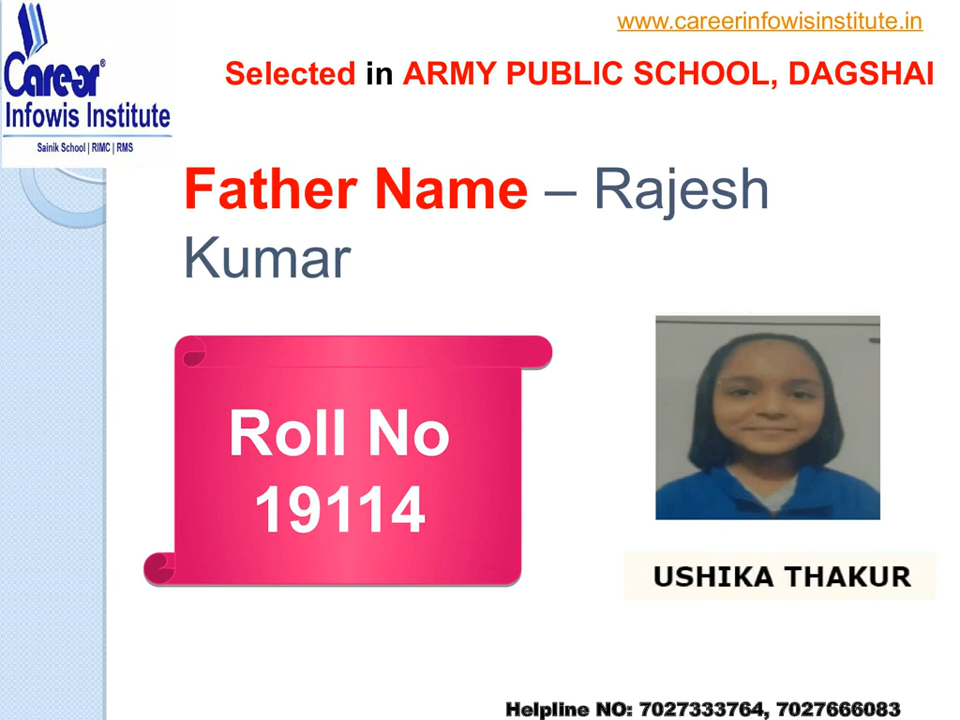 www.careerinfowisinstitute.in
Selected in ARMY PUBLIC SCHOOL, DAGSHAI
Career®
Infowis Institute
Sainik School | RIMC | RMS
Father Name – Rajesh
Kumar
Roll No
19114
USHIKA THAKUR
Helpline NO: 7027333764, 7027666083